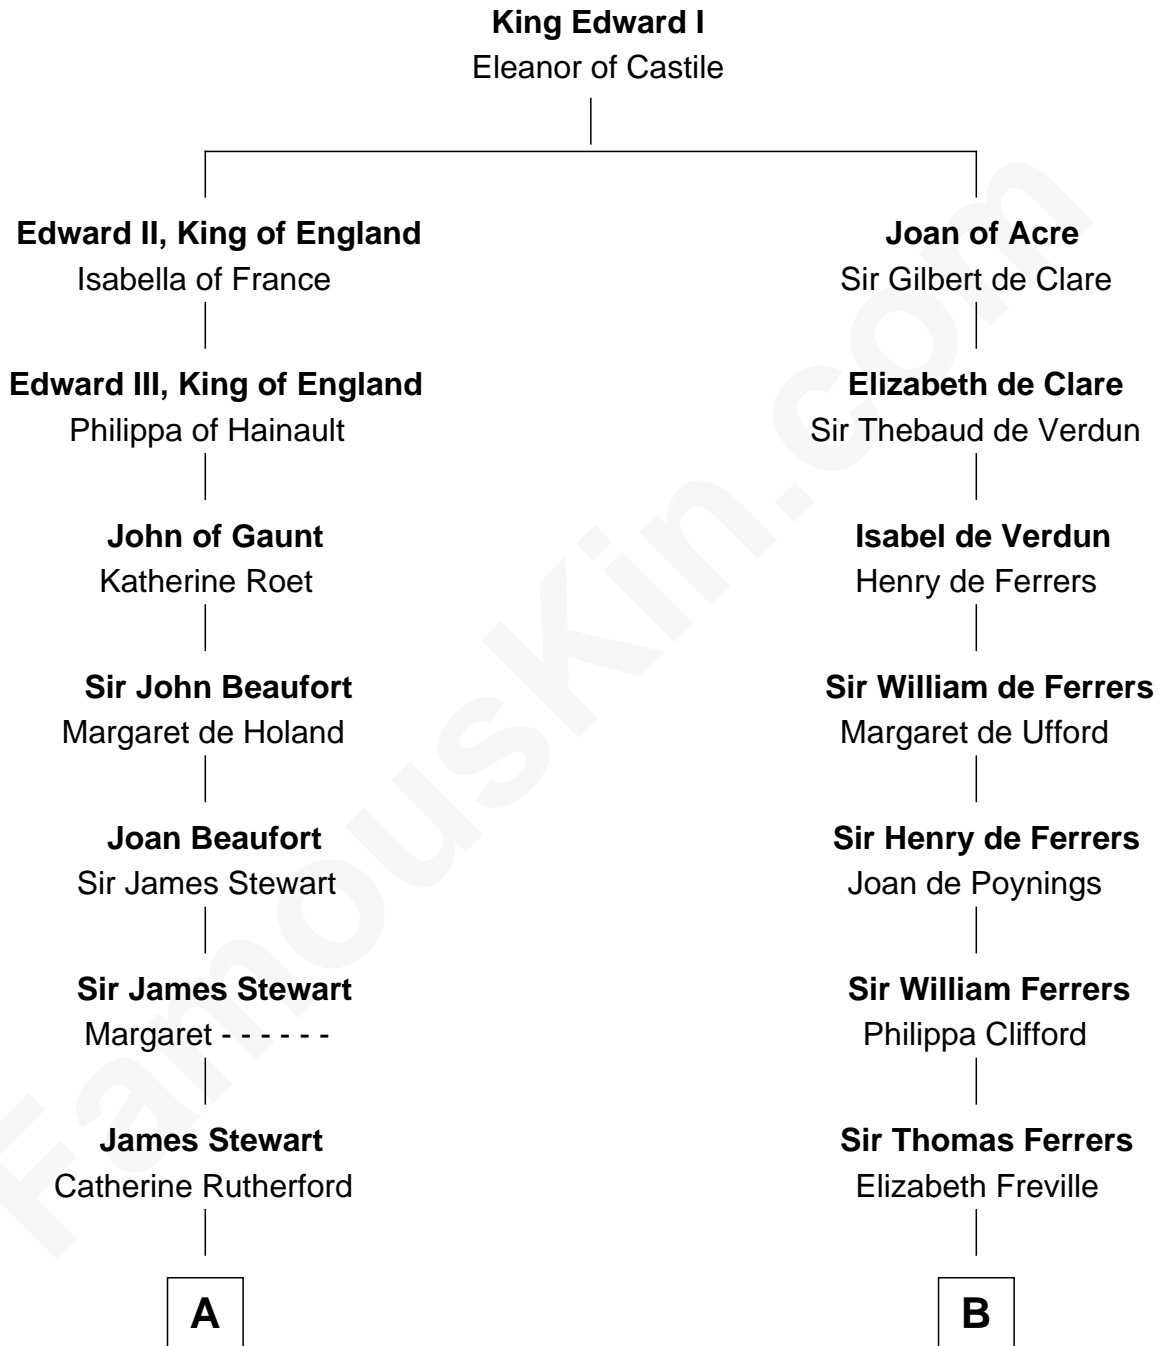 King Edward I
Eleanor of Castile
Edward II, King of England
Isabella of France
Joan of Acre
Sir Gilbert de Clare
Edward III, King of England
Philippa of Hainault
Elizabeth de Clare
Sir Thebaud de Verdun
John of Gaunt
Katherine Roet
Isabel de Verdun
Henry de Ferrers
Sir John Beaufort
Margaret de Holand
Sir William de Ferrers
Margaret de Ufford
Joan Beaufort
Sir James Stewart
Sir Henry de Ferrers
Joan de Poynings
Sir James Stewart
Margaret - - - - - -
Sir William Ferrers
Philippa Clifford
James Stewart
Catherine Rutherford
Sir Thomas Ferrers
Elizabeth Freville
A
B
FamousKin.com